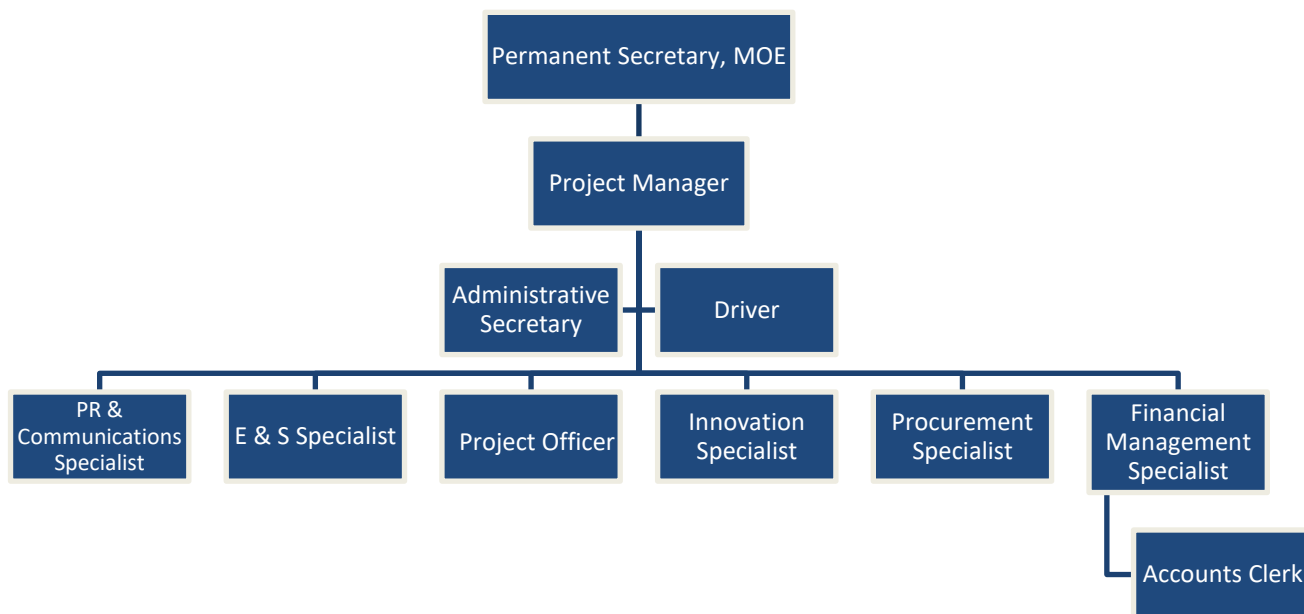 Permanent Secretary, MOE
Project Manager
Administrative
Secretary
Driver
PR &
Communications
Specialist
E & S Specialist
Project Officer
Innovation
Specialist
Procurement
Specialist
Financial
Management
Specialist
Accounts Clerk